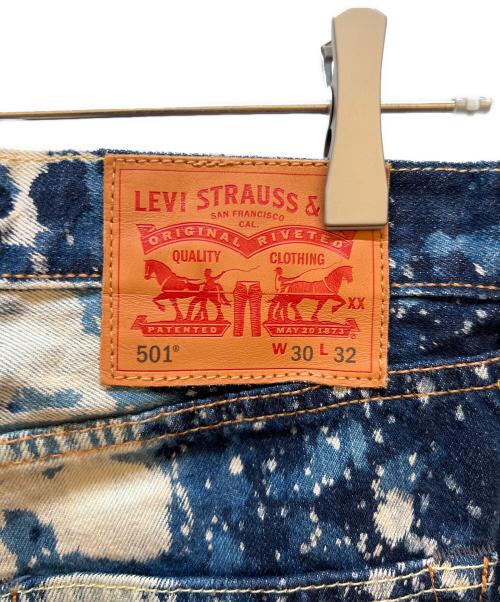 LEVI STRAUSS &
SAN FRANCISCO
CAL.
ORIGINAL RIVETED
QUALITY CLOTHING
XX
PATENTED MAY 20 1873
501® W 30 L 32